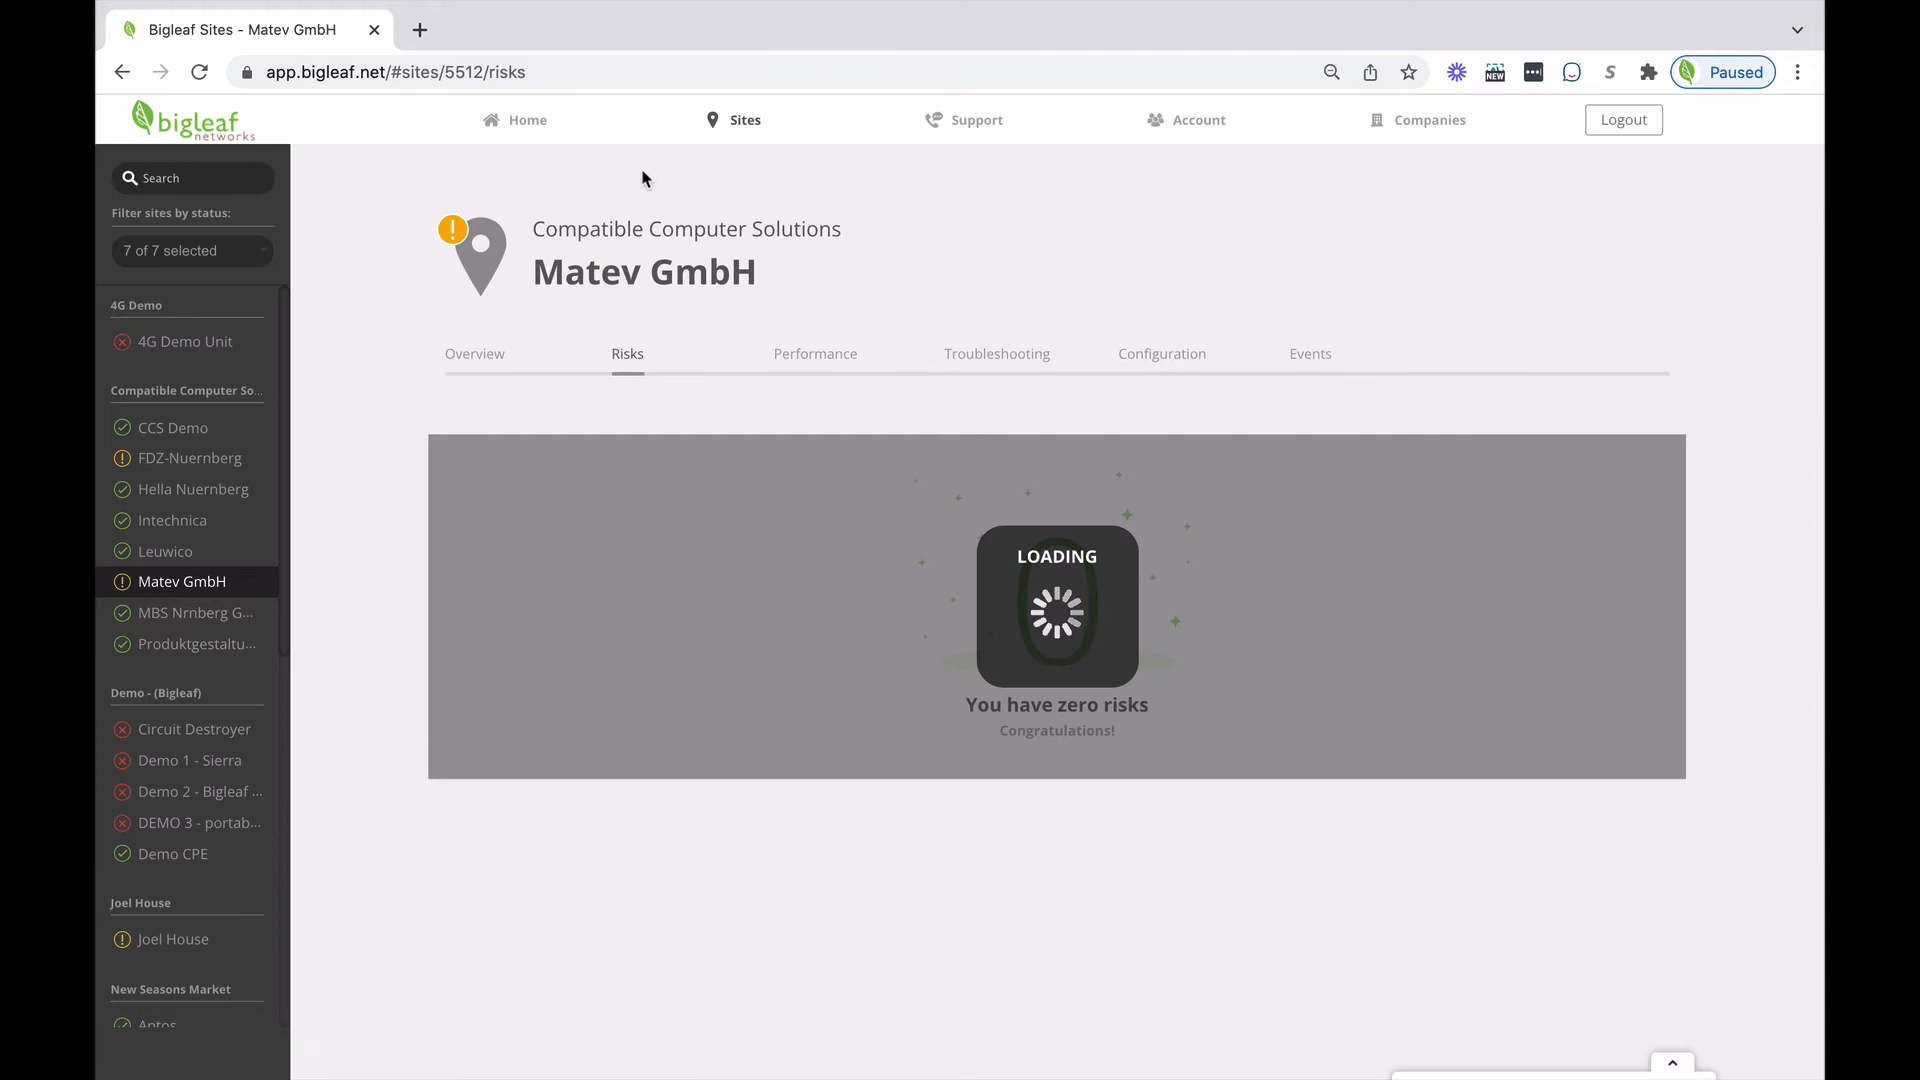 Bigleaf Sites - Matev GmbH
app.bigleaf.net/#sites/5512/risks
NEW
S
Paused
bigleaf
networks
Home
Sites
Support
Account
Companies
Logout
Search
Filter sites by status:
7 of 7 selected
4G Demo
4G Demo Unit
Compatible Computer So...
CCS Demo
FDZ-Nuernberg
Hella Nuernberg
Intechnica
Leuwico
Matev GmbH
MBS Nrnberg G...
Produktgestaltu...
Demo - (Bigleaf)
Circuit Destroyer
Demo 1 - Sierra
Demo 2 - Bigleaf ...
DEMO 3 - portab...
Demo CPE
Joel House
Joel House
New Seasons Market
Compatible Computer Solutions
Matev GmbH
Overview
Risks
Performance
Troubleshooting
Configuration
Events
LOADING
0
You have zero risks
Congratulations!